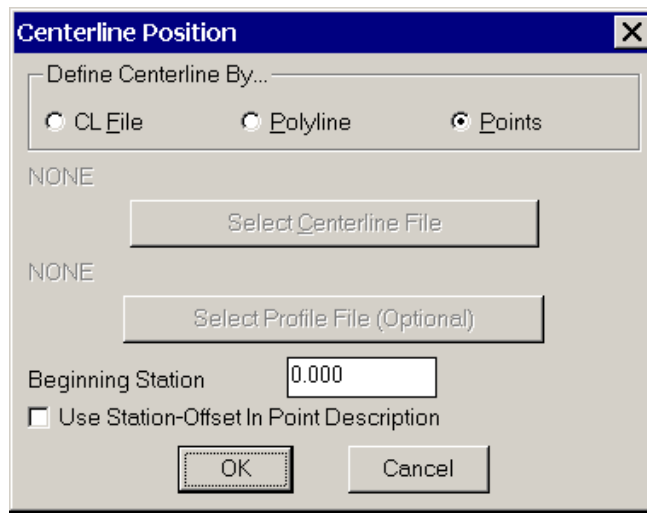 Centerline Position
Define Centerline By...
CL File Polyline Points
NONE
Select Centerline File
NONE
Select Profile File (Optional)
Beginning Station 0.000
Use Station-Offset In Point Description
OK Cancel